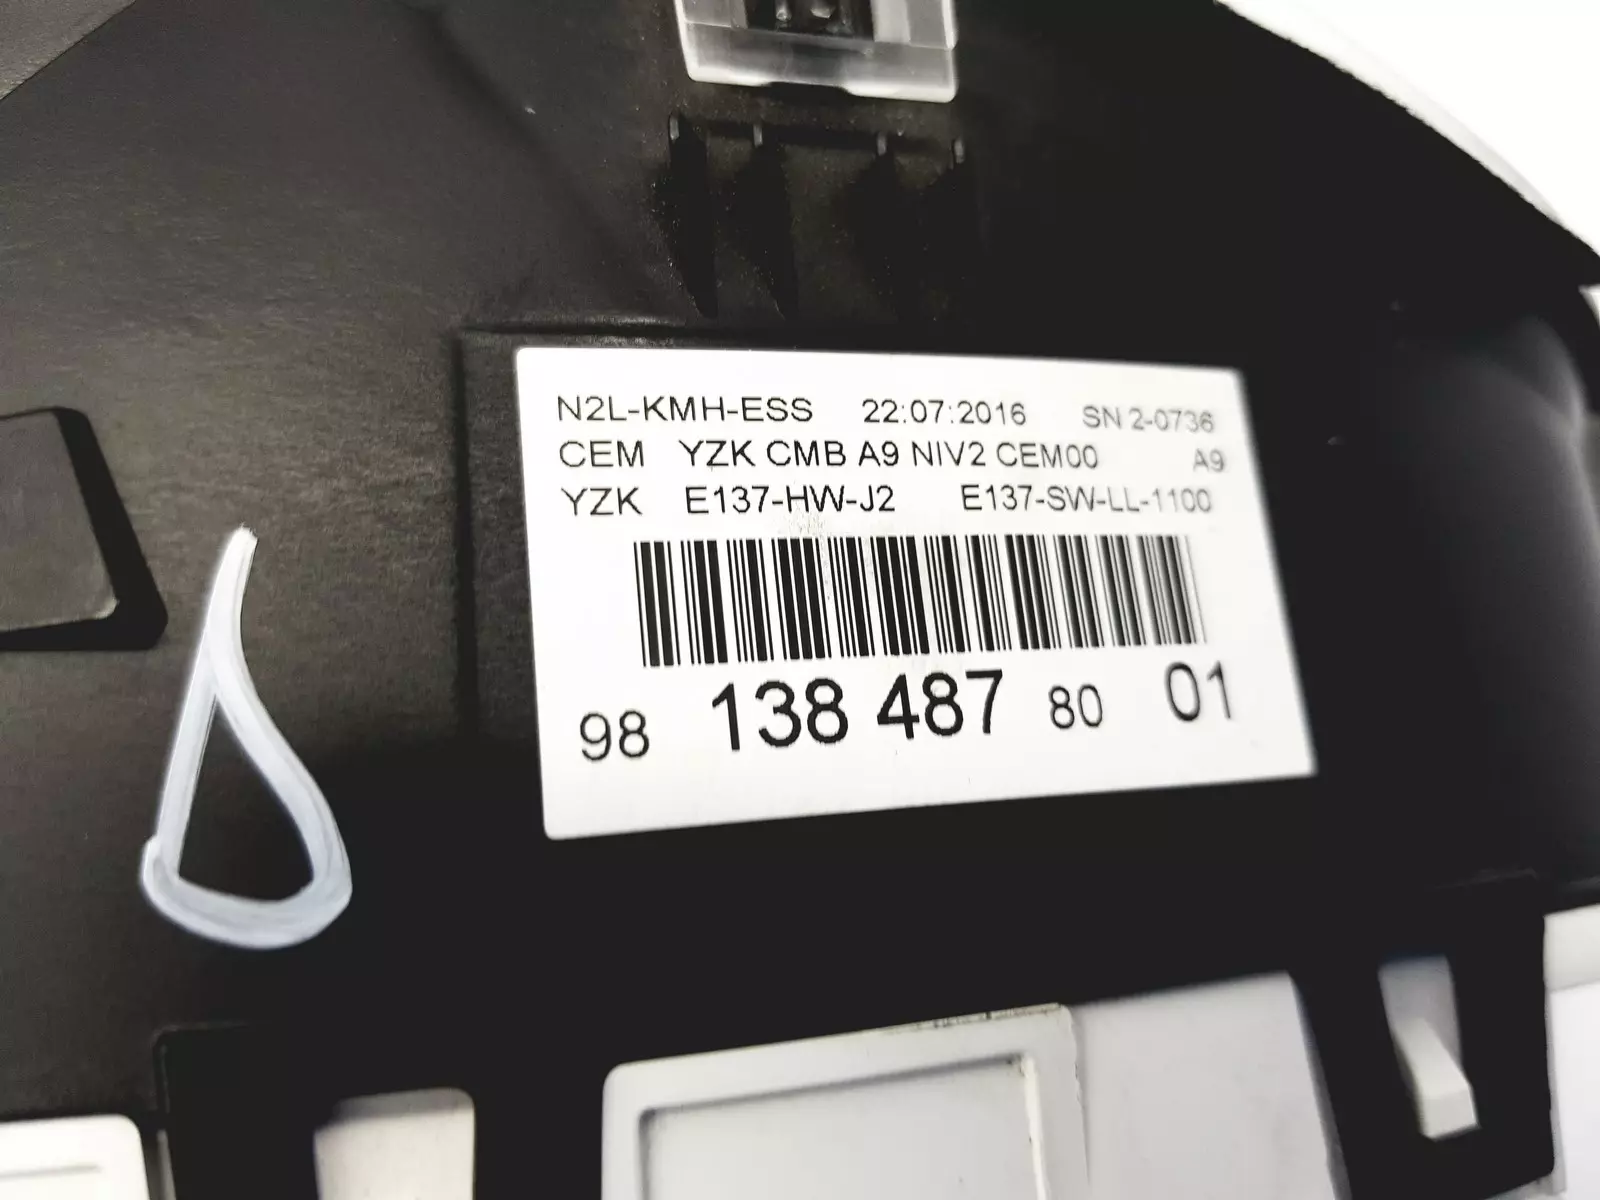 N2L-KMH-ESS 22:07:2016 SN 2-0736
CEM YZK CMB A9 NIV2 CEM00 A9
YZK E137-HW-J2 E137-SW-LL-1100
98 138 487 80 01